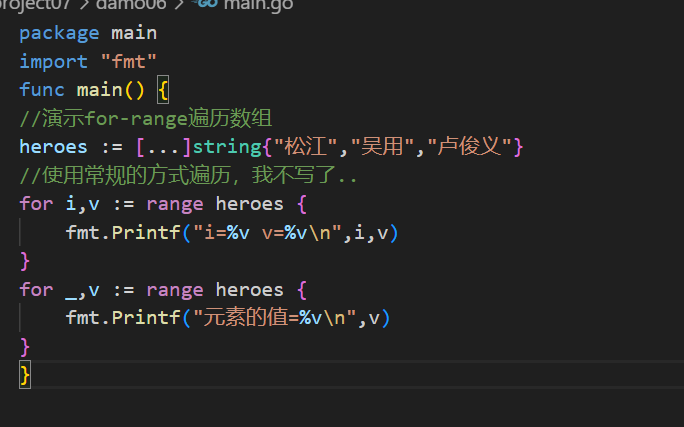 project07 > damo06 > GO main.go
package main
import "fmt"
func main() {
//演示for-range遍历数组
heroes := [...]string{"松江","吴用","卢俊义"}
//使用常规的方式遍历，我不写了..
for i,v := range heroes {
    fmt.Printf("i=%v v=%v\n",i,v)
}
for _,v := range heroes {
    fmt.Printf("元素的值=%v\n",v)
}
}